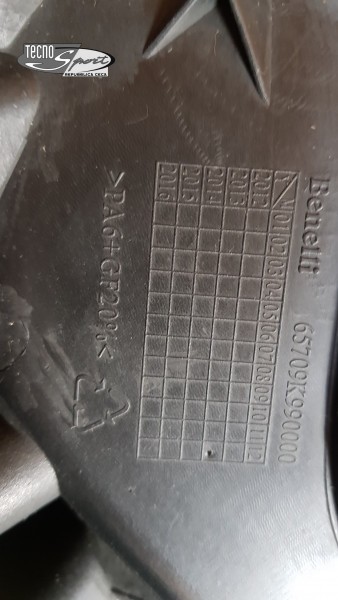 TECNO
Sport
REPUBBLICA CECA
Benelli 65709K990000
Y 01 02 03 04 05 06 07 08 09 10 11 12
2012
2013
2014
2015
2016
>PA6+GF20%<